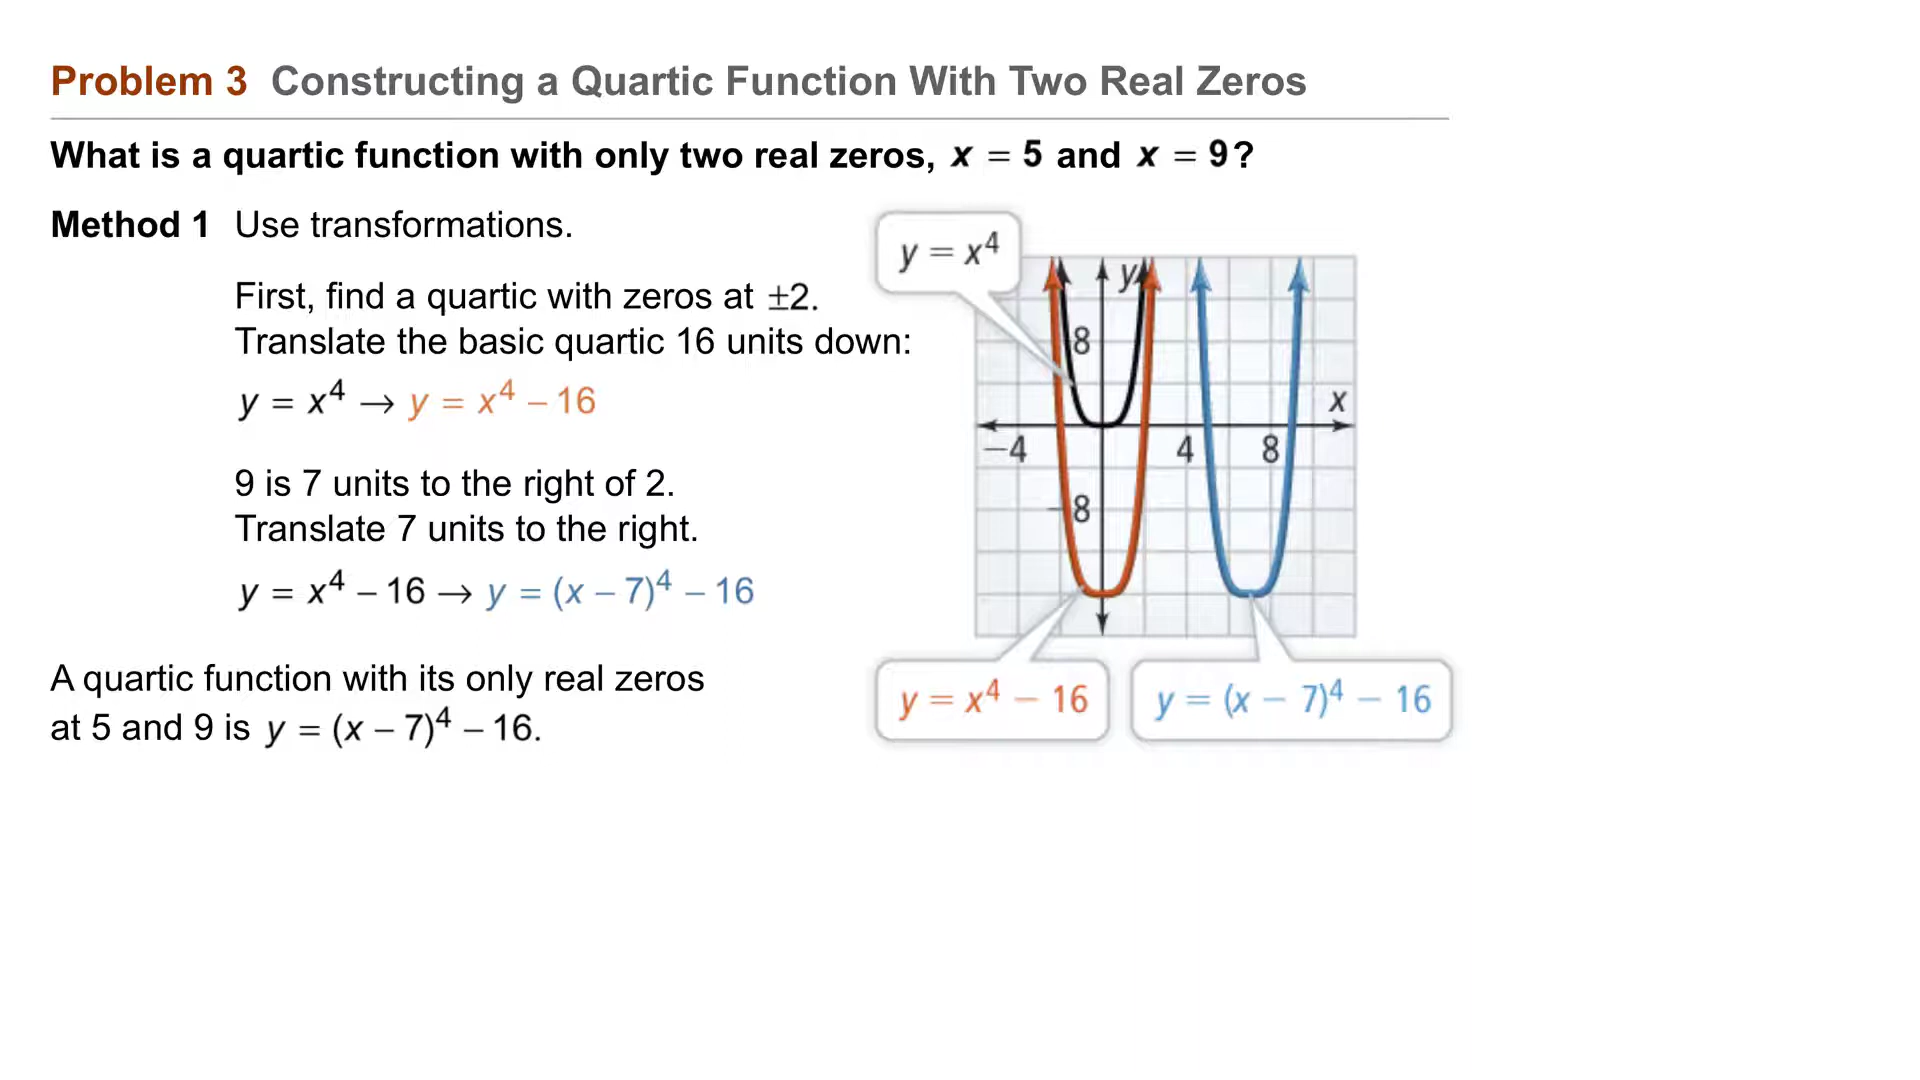 Problem 3 Constructing a Quartic Function With Two Real Zeros
What is a quartic function with only two real zeros, x = 5 and x = 9?
Method 1 Use transformations.
First, find a quartic with zeros at ±2.
Translate the basic quartic 16 units down:
y = x⁴ → y = x⁴ – 16
9 is 7 units to the right of 2.
Translate 7 units to the right.
y = x⁴ – 16 → y = (x – 7)⁴ – 16
A quartic function with its only real zeros
at 5 and 9 is y = (x – 7)⁴ – 16.
y = x⁴
y
8
x
−4 4 8
−8
y = x⁴ − 16
y = (x − 7)⁴ − 16